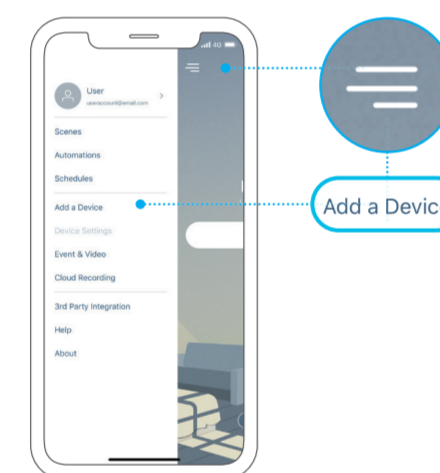 4G
User
useraccount@email.com
Scenes
Automations
Schedules
Add a Device
Device Settings
Event & Video
Cloud Recording
3rd Party Integration
Help
About
Add a Devic